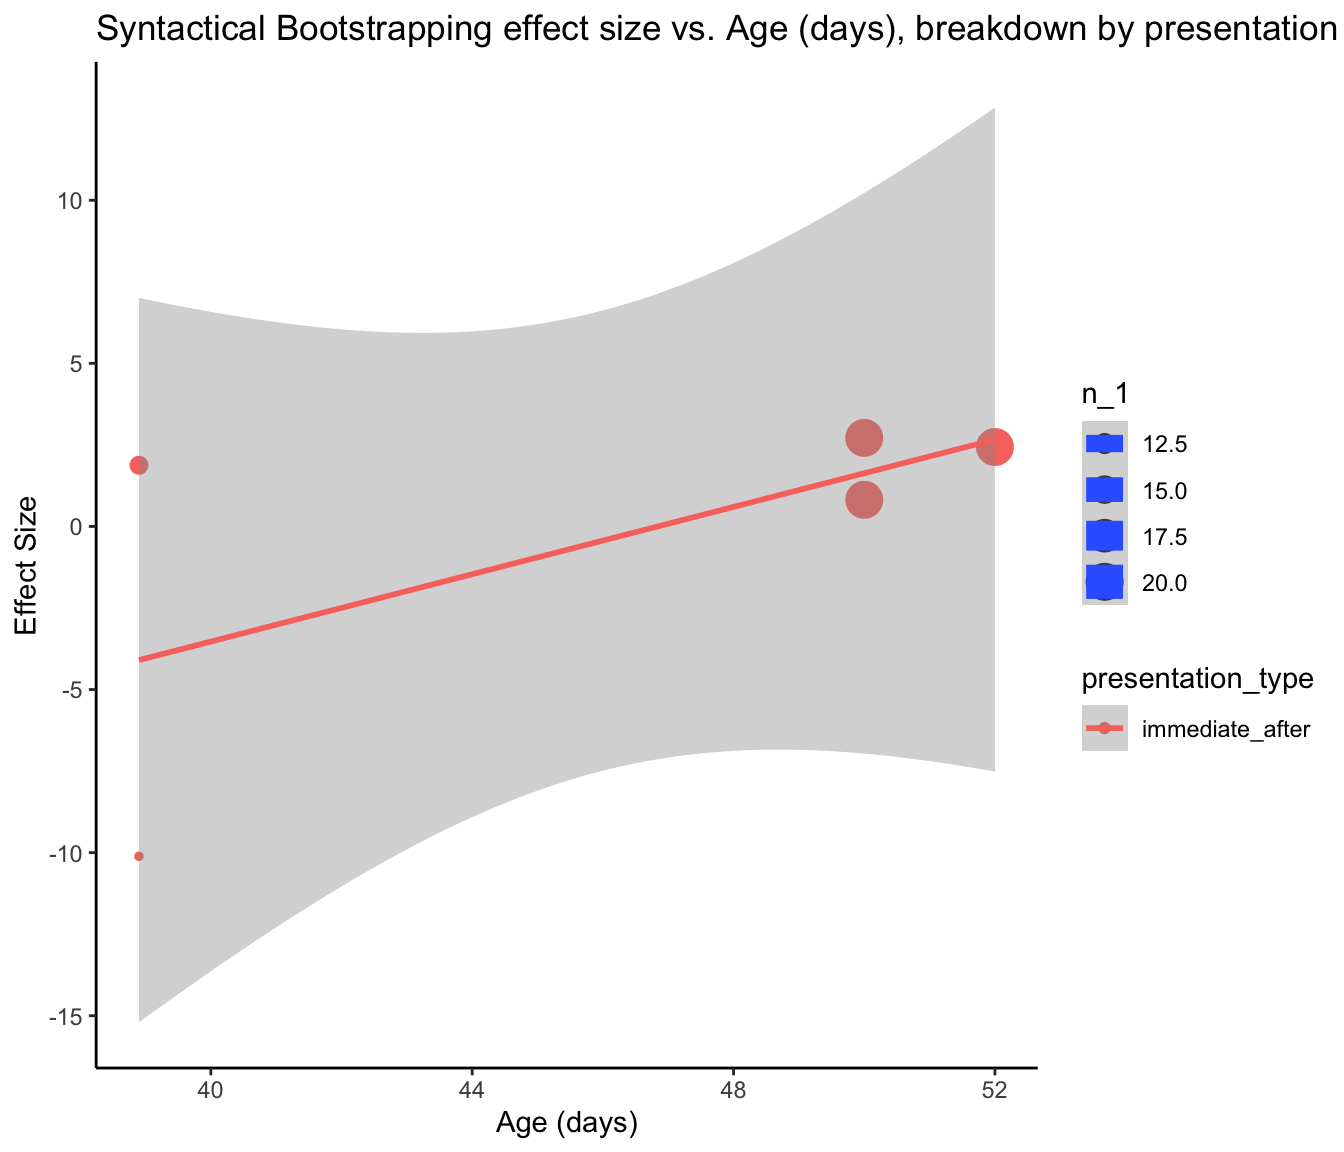 Syntactical Bootstrapping effect size vs. Age (days), breakdown by presentation
10
5
0
-5
-10
-15
Effect Size
40
44
48
52
Age (days)
n_1
12.5
15.0
17.5
20.0
presentation_type
immediate_after